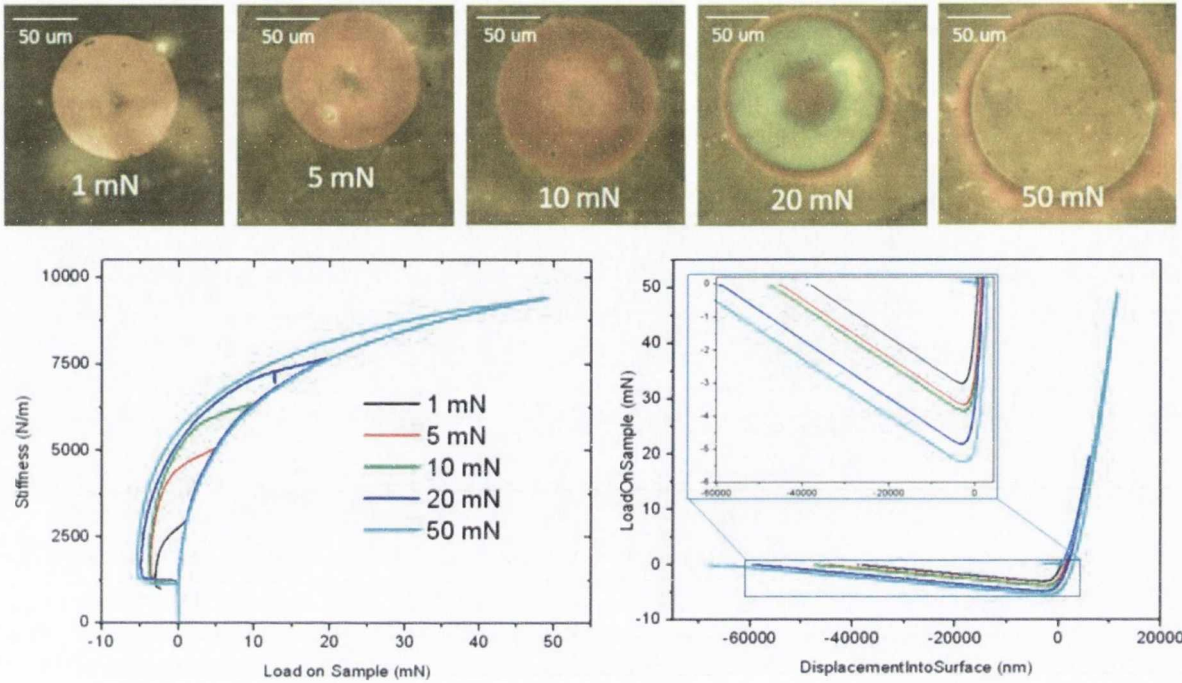 50 um
50 um
50 um
50 um
50 um
1 mN
5 mN
10 mN
20 mN
50 mN
10000
7500
5000
2500
0
Stiffness (N/m)
-10
0
10
20
30
40
50
Load on Sample (mN)
1 mN
5 mN
10 mN
20 mN
50 mN
50
40
30
20
10
0
-10
LoadOnSample (mN)
0
-1
-2
-3
-4
-5
-6
-60000
-40000
-20000
0
-60000
-40000
-20000
0
20000
DisplacementIntoSurface (nm)